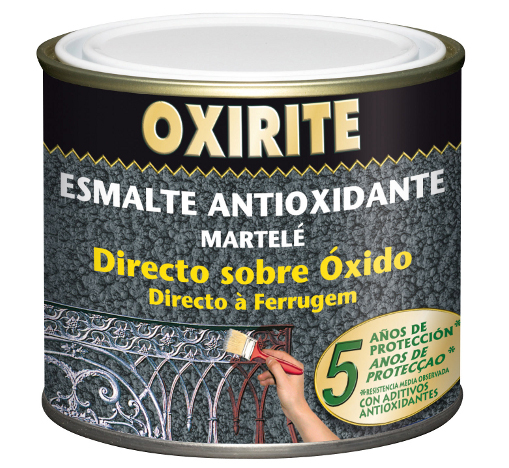 OXIRITE
ESMALTE ANTIOXIDANTE
MARTELÉ
Directo sobre Óxido
Directo à Ferrugem
5 AÑOS DE
PROTECCIÓN*
ANOS DE
PROTECÇAO*
*RESISTENCIA MEDIA OBSERVADA
CON ADITIVOS
ANTIOXIDANTES